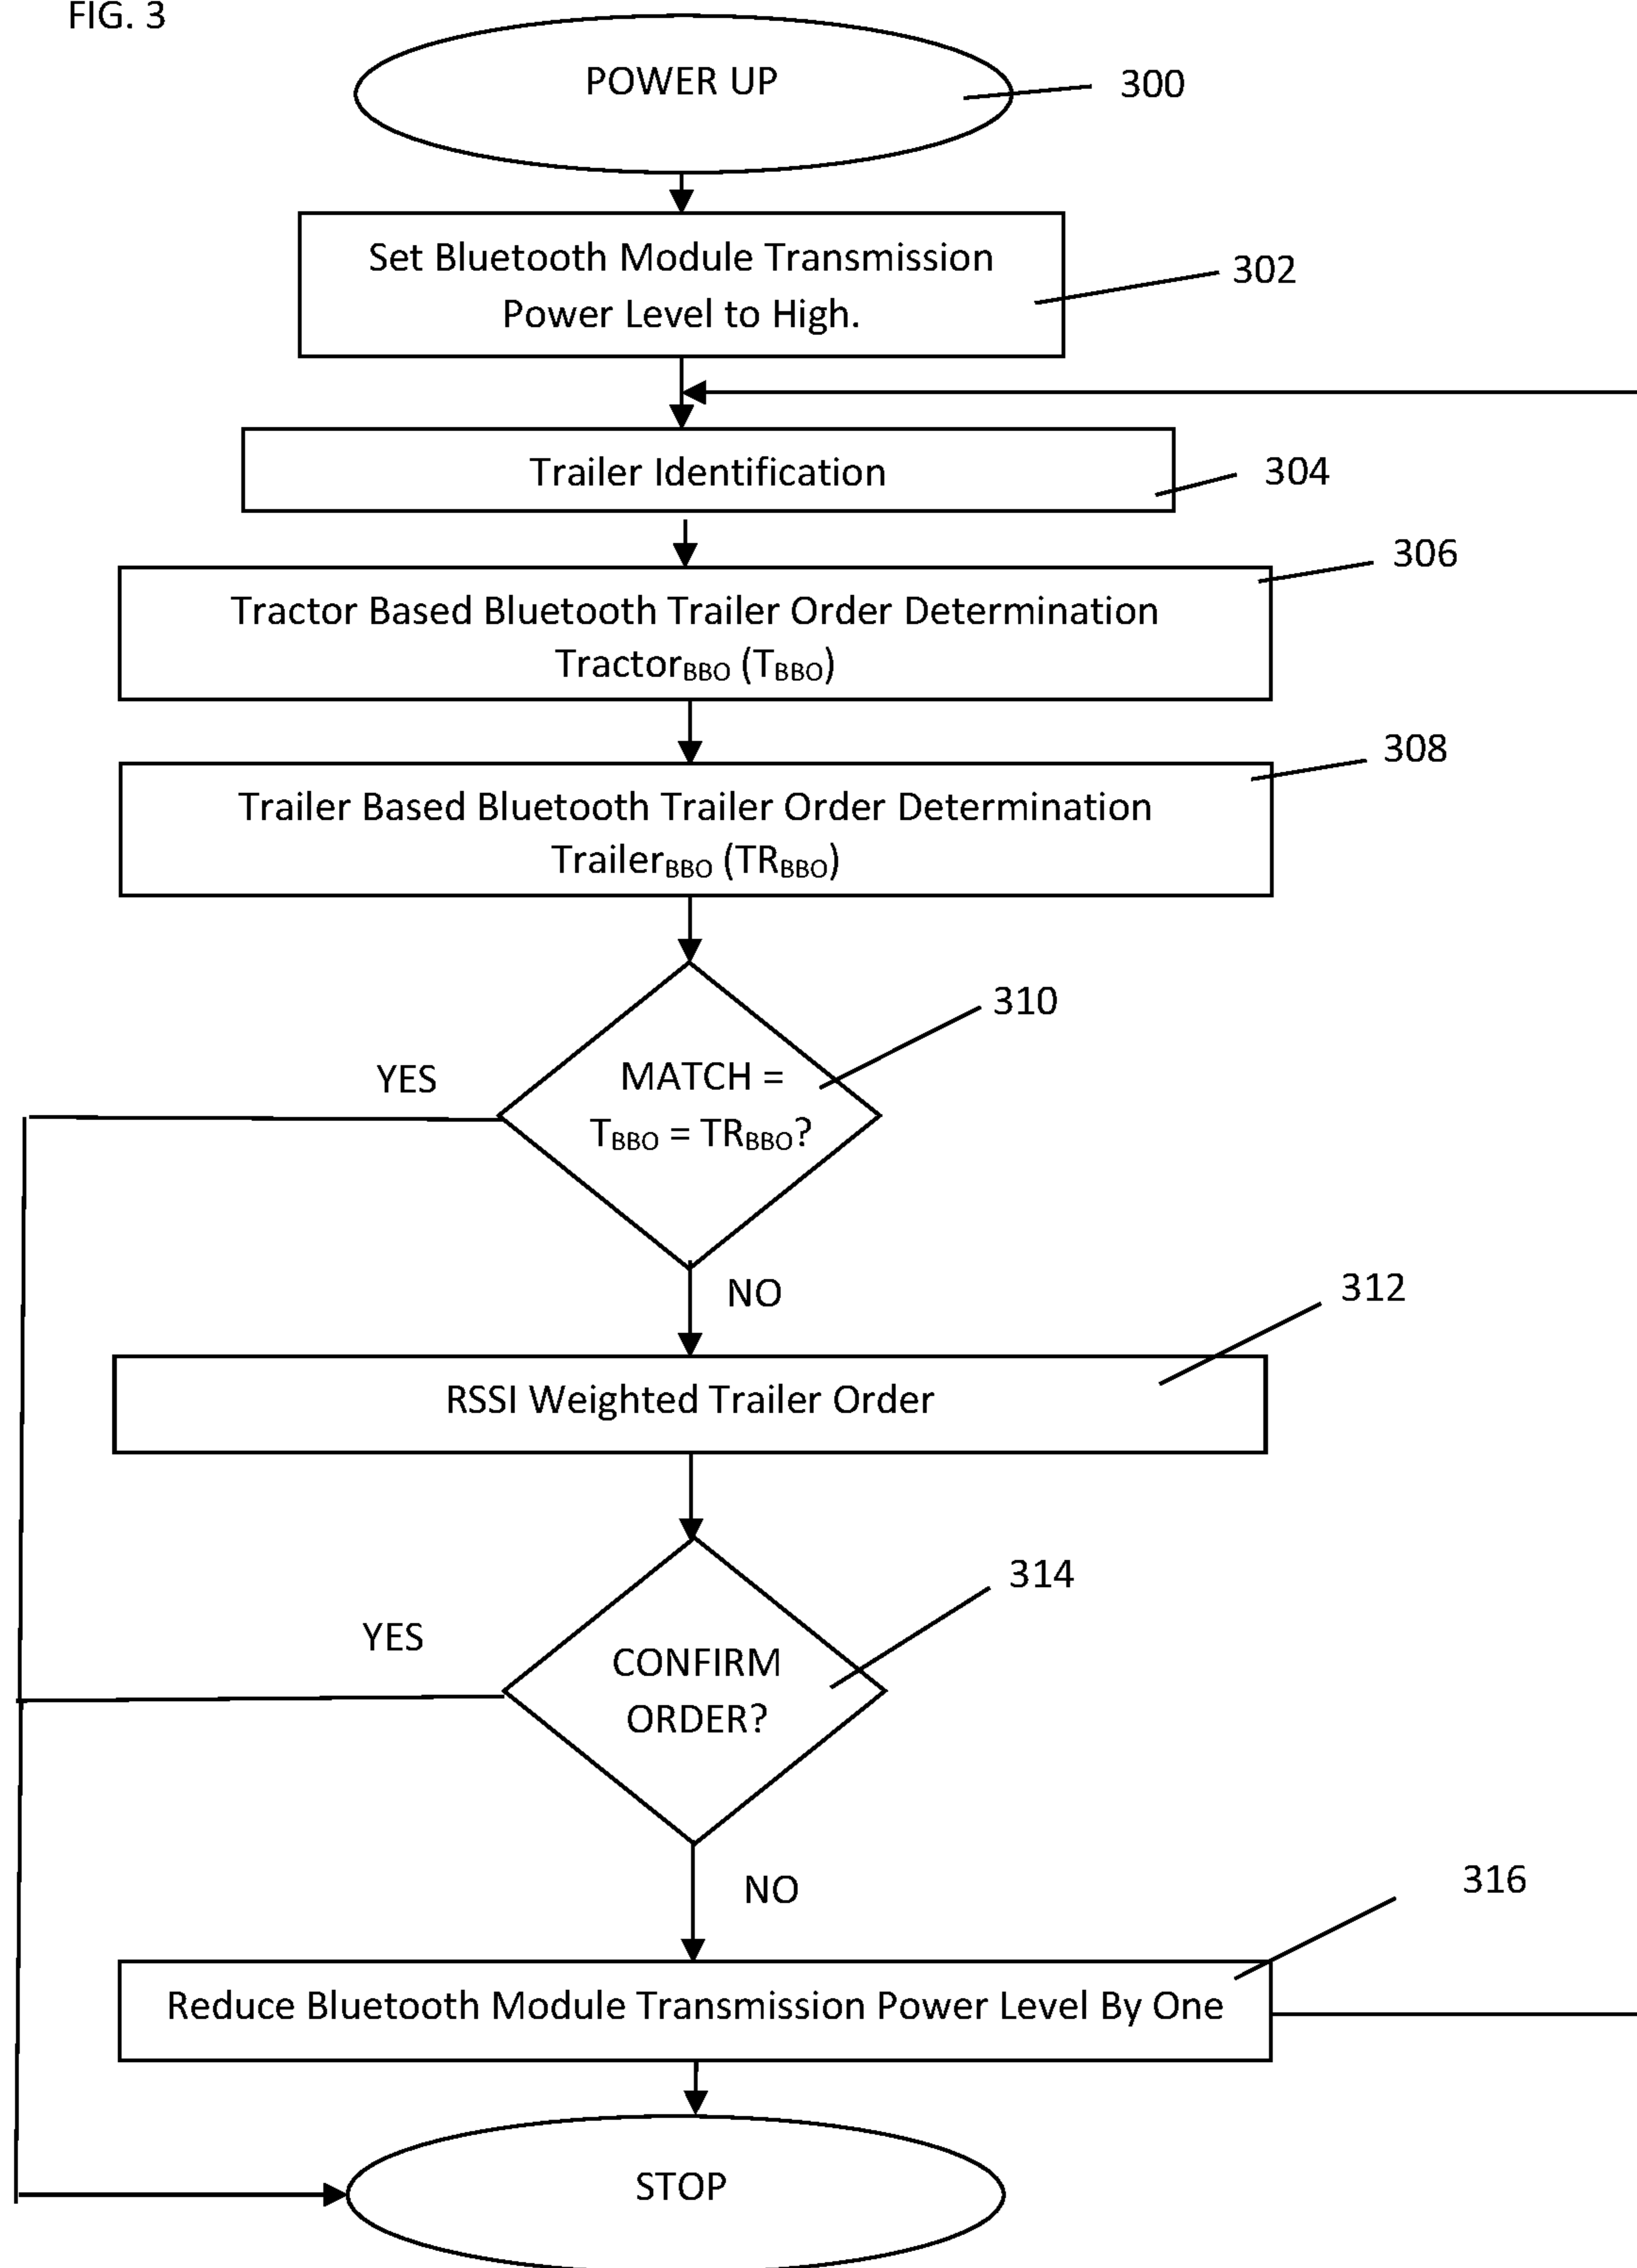 FIG. 3
POWER UP
300
Set Bluetooth Module Transmission
Power Level to High.
302
Trailer Identification
304
306
Tractor Based Bluetooth Trailer Order Determination
TractorBBO (TBBO)
308
Trailer Based Bluetooth Trailer Order Determination
TrailerBBO (TRBBO)
310
YES
MATCH =
TBBO = TRBBO?
NO
312
RSSI Weighted Trailer Order
314
YES
CONFIRM
ORDER?
NO
316
Reduce Bluetooth Module Transmission Power Level By One
STOP